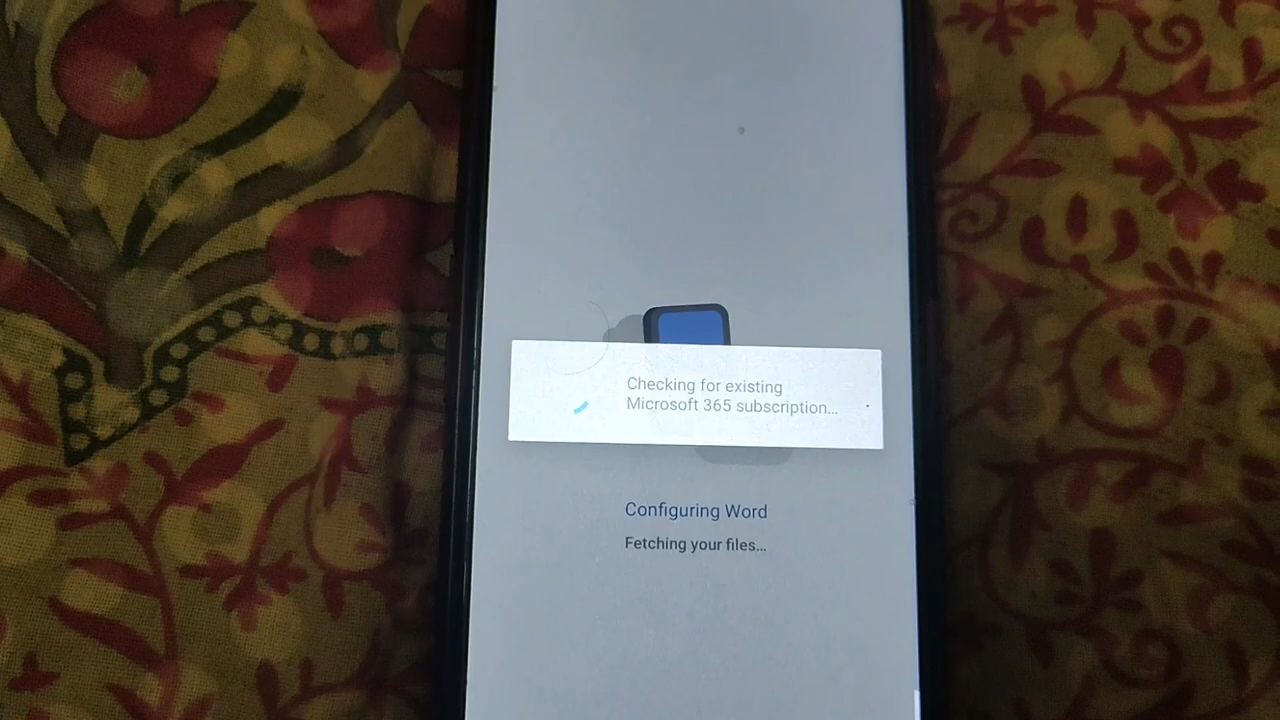 Checking for existing
Microsoft 365 subscription...
Configuring Word
Fetching your files...